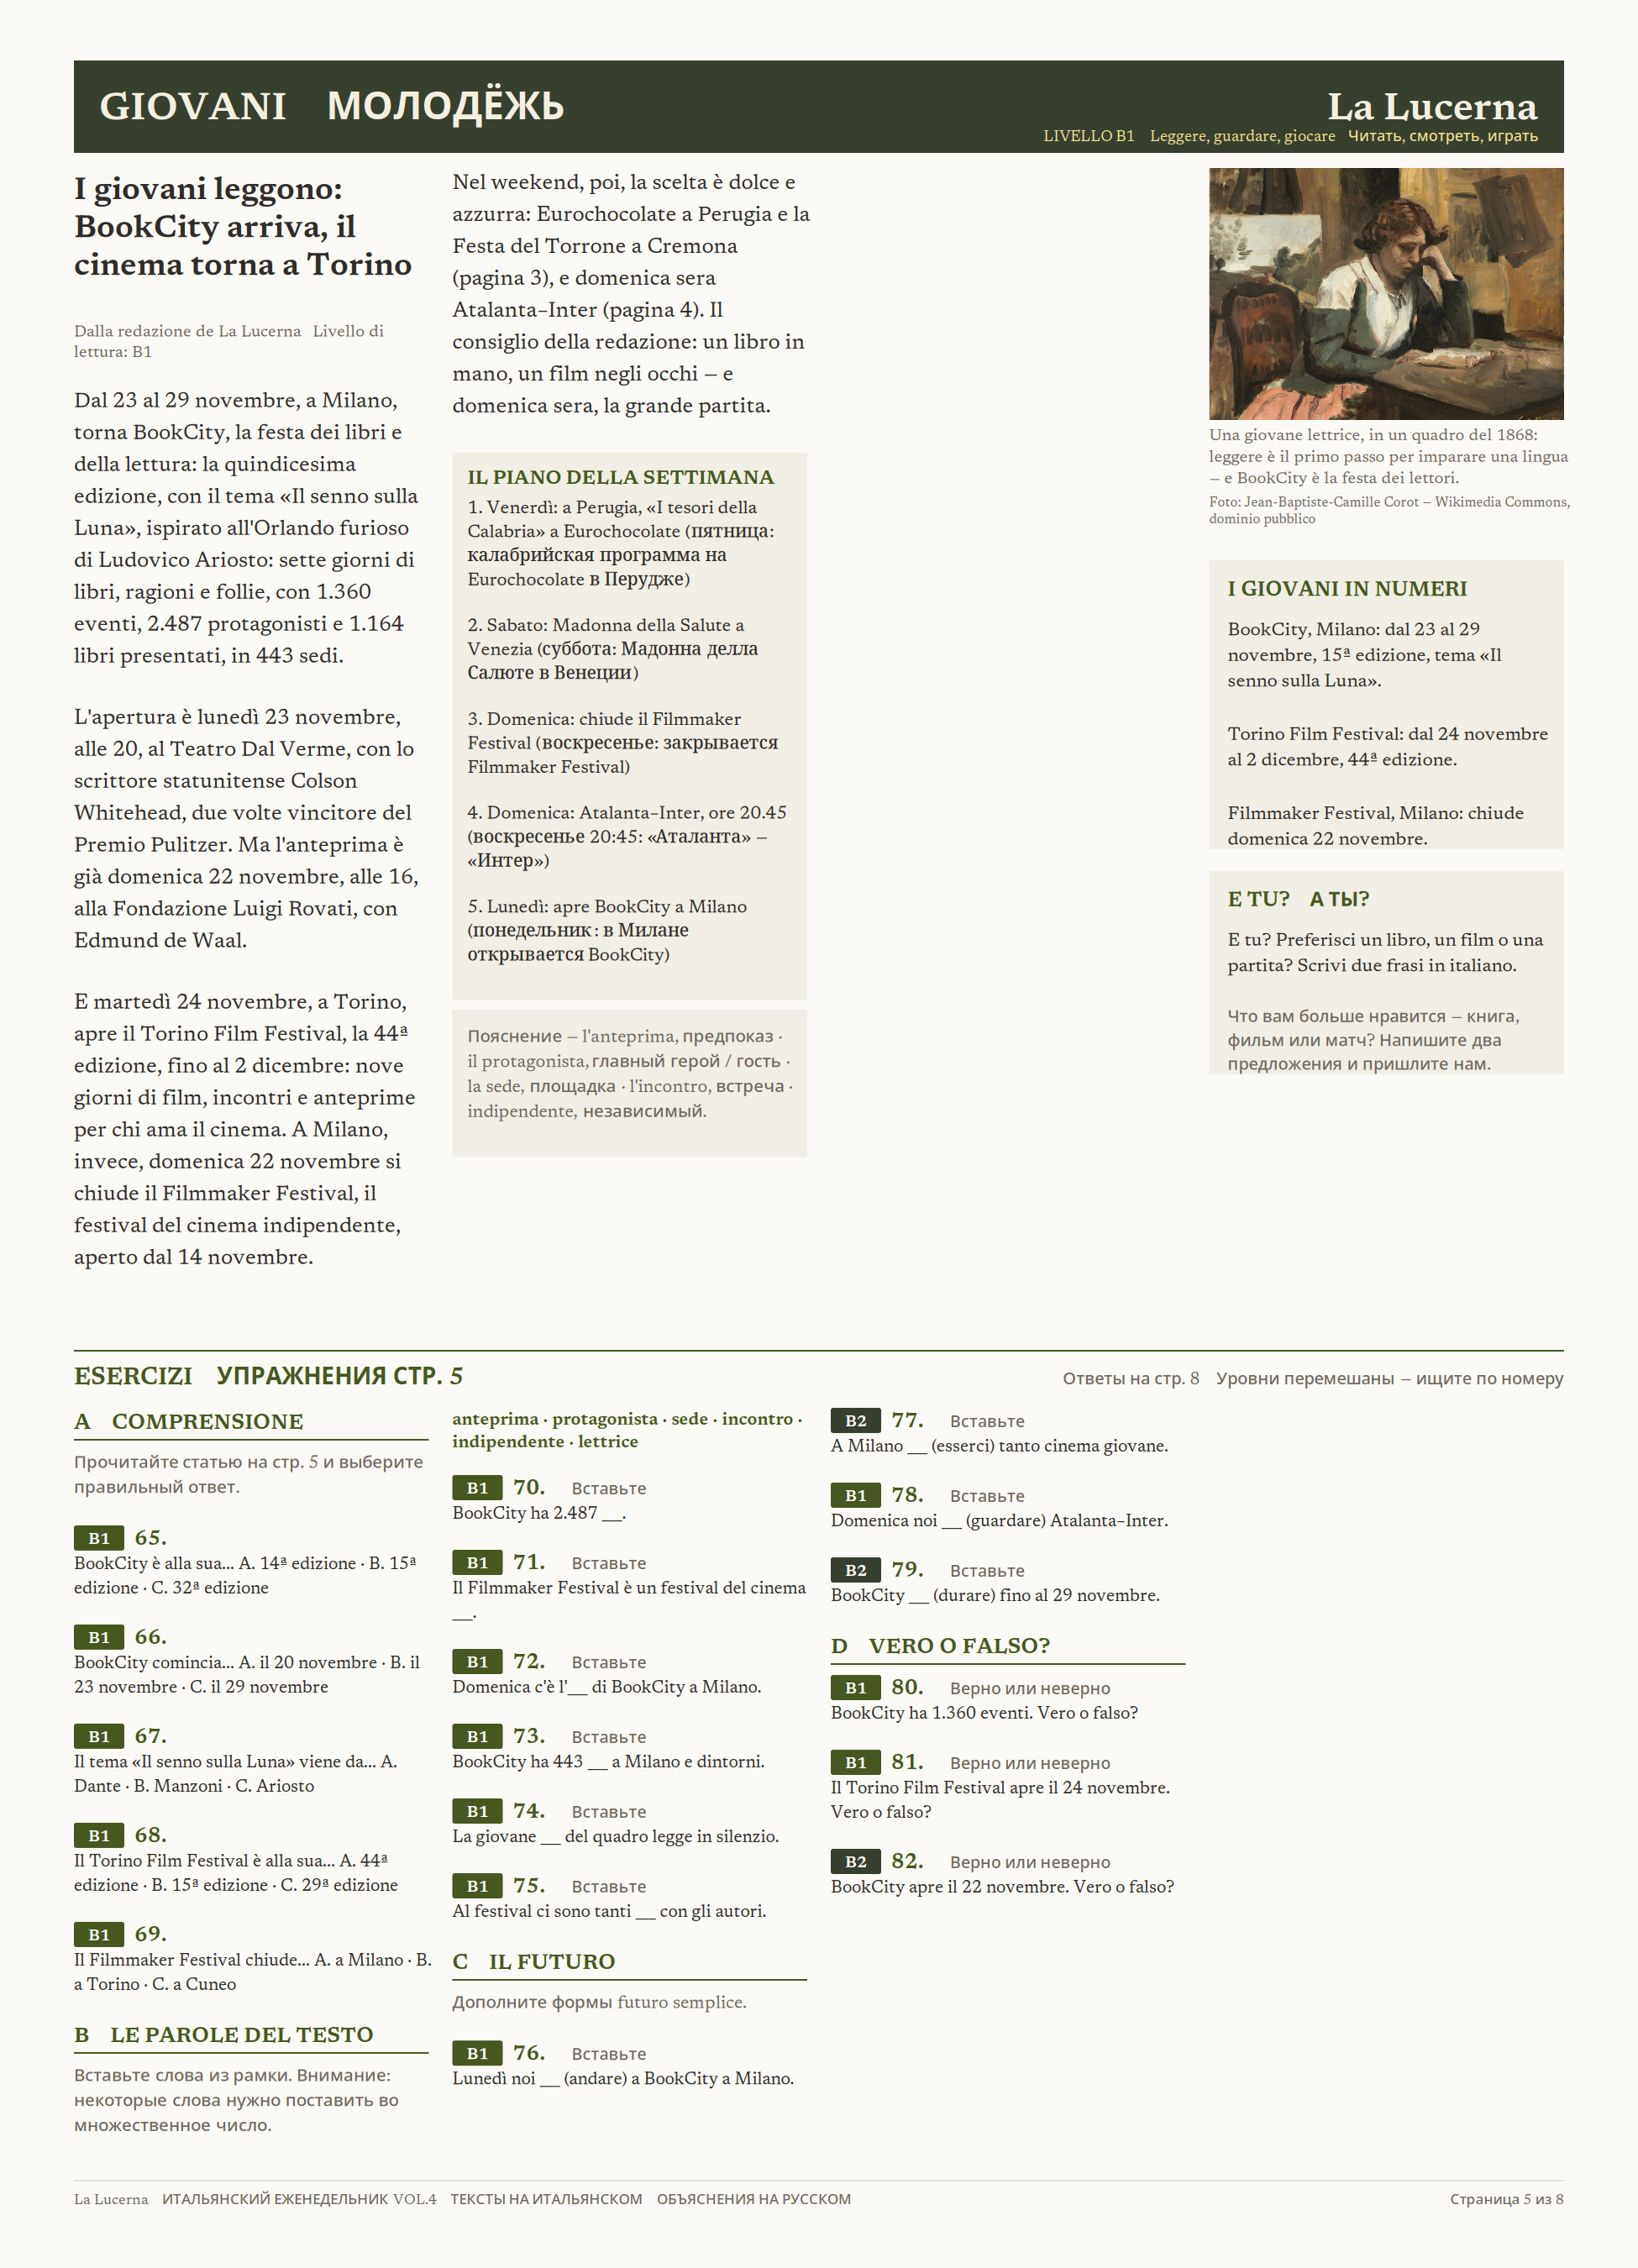 GIOVANI МОЛОДЁЖЬ
La Lucerna
LIVELLO B1 Leggere, guardare, giocare Читать, смотреть, играть
I giovani leggono:
BookCity arriva, il
cinema torna a Torino
Dalla redazione de La Lucerna Livello di
lettura: B1
Dal 23 al 29 novembre, a Milano,
torna BookCity, la festa dei libri e
della lettura: la quindicesima
edizione, con il tema «Il senno sulla
Luna», ispirato all'Orlando furioso
di Ludovico Ariosto: sette giorni di
libri, ragioni e follie, con 1.360
eventi, 2.487 protagonisti e 1.164
libri presentati, in 443 sedi.
L'apertura è lunedì 23 novembre,
alle 20, al Teatro Dal Verme, con lo
scrittore statunitense Colson
Whitehead, due volte vincitore del
Premio Pulitzer. Ma l'anteprima è
già domenica 22 novembre, alle 16,
alla Fondazione Luigi Rovati, con
Edmund de Waal.
E martedì 24 novembre, a Torino,
apre il Torino Film Festival, la 44ª
edizione, fino al 2 dicembre: nove
giorni di film, incontri e anteprime
per chi ama il cinema. A Milano,
invece, domenica 22 novembre si
chiude il Filmmaker Festival, il
festival del cinema indipendente,
aperto dal 14 novembre.
Nel weekend, poi, la scelta è dolce e
azzurra: Eurochocolate a Perugia e la
Festa del Torrone a Cremona
(pagina 3), e domenica sera
Atalanta–Inter (pagina 4). Il
consiglio della redazione: un libro in
mano, un film negli occhi – e
domenica sera, la grande partita.
IL PIANO DELLA SETTIMANA
1. Venerdì: a Perugia, «I tesori della
Calabria» a Eurochocolate (пятница:
калабрийская программа на
Eurochocolate в Перудже)
2. Sabato: Madonna della Salute a
Venezia (суббота: Мадонна делла
Салюте в Венеции)
3. Domenica: chiude il Filmmaker
Festival (воскресенье: закрывается
Filmmaker Festival)
4. Domenica: Atalanta–Inter, ore 20.45
(воскресенье 20:45: «Аталанта» –
«Интер»)
5. Lunedì: apre BookCity a Milano
(понедельник: в Милане
открывается BookCity)
Пояснение – l'anteprima, предпоказ ·
il protagonista, главный герой / гость ·
la sede, площадка · l'incontro, встреча ·
indipendente, независимый.
Una giovane lettrice, in un quadro del 1868:
leggere è il primo passo per imparare una lingua
– e BookCity è la festa dei lettori.
Foto: Jean-Baptiste-Camille Corot – Wikimedia Commons,
dominio pubblico
I GIOVANI IN NUMERI
BookCity, Milano: dal 23 al 29
novembre, 15ª edizione, tema «Il
senno sulla Luna».
Torino Film Festival: dal 24 novembre
al 2 dicembre, 44ª edizione.
Filmmaker Festival, Milano: chiude
domenica 22 novembre.
E TU? А ТЫ?
E tu? Preferisci un libro, un film o una
partita? Scrivi due frasi in italiano.
Что вам больше нравится – книга,
фильм или матч? Напишите два
предложения и пришлите нам.
ESERCIZI УПРАЖНЕНИЯ СТР. 5
Ответы на стр. 8 Уровни перемешаны – ищите по номеру
A COMPRENSIONE
Прочитайте статью на стр. 5 и выберите
правильный ответ.
B1 65.
BookCity è alla sua... A. 14ª edizione · B. 15ª
edizione · C. 32ª edizione
B1 66.
BookCity comincia... A. il 20 novembre · B. il
23 novembre · C. il 29 novembre
B1 67.
Il tema «Il senno sulla Luna» viene da... A.
Dante · B. Manzoni · C. Ariosto
B1 68.
Il Torino Film Festival è alla sua... A. 44ª
edizione · B. 15ª edizione · C. 29ª edizione
B1 69.
Il Filmmaker Festival chiude... A. a Milano · B.
a Torino · C. a Cuneo
B LE PAROLE DEL TESTO
Вставьте слова из рамки. Внимание:
некоторые слова нужно поставить во
множественное число.
anteprima · protagonista · sede · incontro ·
indipendente · lettrice
B1 70. Вставьте
BookCity ha 2.487 __.
B1 71. Вставьте
Il Filmmaker Festival è un festival del cinema
__.
B1 72. Вставьте
Domenica c'è l'__ di BookCity a Milano.
B1 73. Вставьте
BookCity ha 443 __ a Milano e dintorni.
B1 74. Вставьте
La giovane __ del quadro legge in silenzio.
B1 75. Вставьте
Al festival ci sono tanti __ con gli autori.
C IL FUTURO
Дополните формы futuro semplice.
B1 76. Вставьте
Lunedì noi __ (andare) a BookCity a Milano.
B2 77. Вставьте
A Milano __ (esserci) tanto cinema giovane.
B1 78. Вставьте
Domenica noi __ (guardare) Atalanta–Inter.
B2 79. Вставьте
BookCity __ (durare) fino al 29 novembre.
D VERO O FALSO?
B1 80. Верно или неверно
BookCity ha 1.360 eventi. Vero o falso?
B1 81. Верно или неверно
Il Torino Film Festival apre il 24 novembre.
Vero o falso?
B2 82. Верно или неверно
BookCity apre il 22 novembre. Vero o falso?
La Lucerna ИТАЛЬЯНСКИЙ ЕЖЕНЕДЕЛЬНИК VOL.4 ТЕКСТЫ НА ИТАЛЬЯНСКОМ ОБЪЯСНЕНИЯ НА РУССКОМ
Страница 5 из 8